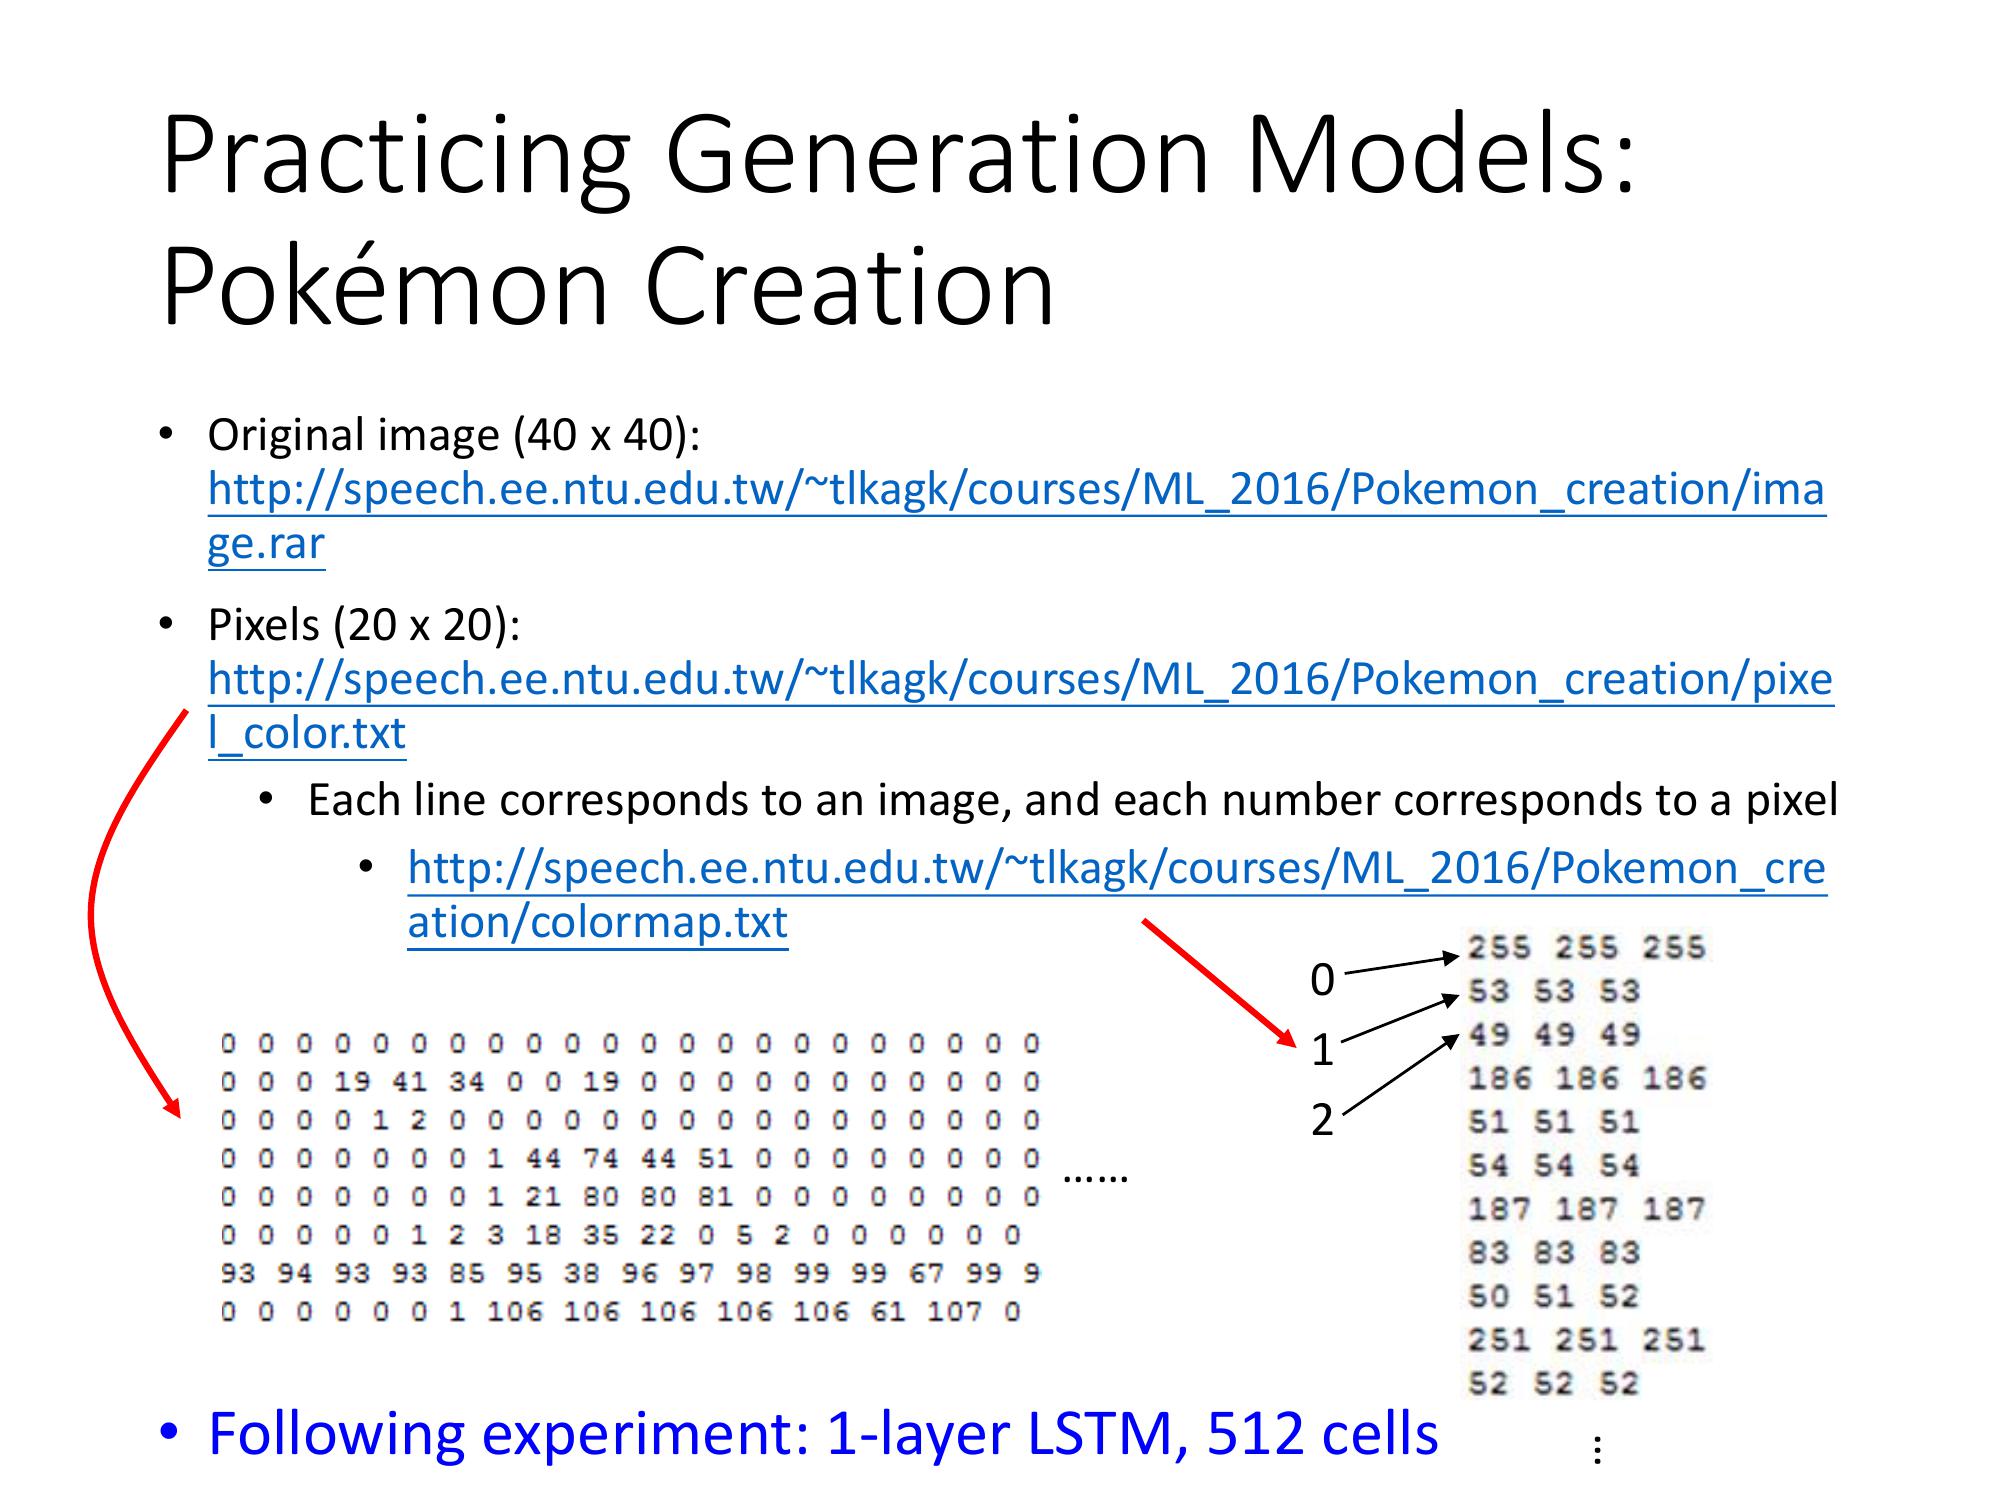 Practicing Generation Models:
Pokémon Creation
• Original image (40 x 40):
http://speech.ee.ntu.edu.tw/~tlkagk/courses/ML_2016/Pokemon_creation/ima
ge.rar
• Pixels (20 x 20):
http://speech.ee.ntu.edu.tw/~tlkagk/courses/ML_2016/Pokemon_creation/pixe
l_color.txt
• Each line corresponds to an image, and each number corresponds to a pixel
• http://speech.ee.ntu.edu.tw/~tlkagk/courses/ML_2016/Pokemon_cre
ation/colormap.txt
0 0 0 0 0 0 0 0 0 0 0 0 0 0 0 0 0 0 0 0 0 0
0 0 0 19 41 34 0 0 19 0 0 0 0 0 0 0 0 0 0 0
0 0 0 0 1 2 0 0 0 0 0 0 0 0 0 0 0 0 0 0 0 0
0 0 0 0 0 0 0 1 44 74 44 51 0 0 0 0 0 0 0 0
0 0 0 0 0 0 0 1 21 80 80 81 0 0 0 0 0 0 0 0
0 0 0 0 0 1 2 3 18 35 22 0 5 2 0 0 0 0 0 0
93 94 93 93 85 95 38 96 97 98 99 99 67 99 9
0 0 0 0 0 0 1 106 106 106 106 106 61 107 0
......
0
1
2
255 255 255
53 53 53
49 49 49
186 186 186
51 51 51
54 54 54
187 187 187
83 83 83
50 51 52
251 251 251
52 52 52
…
• Following experiment: 1-layer LSTM, 512 cells